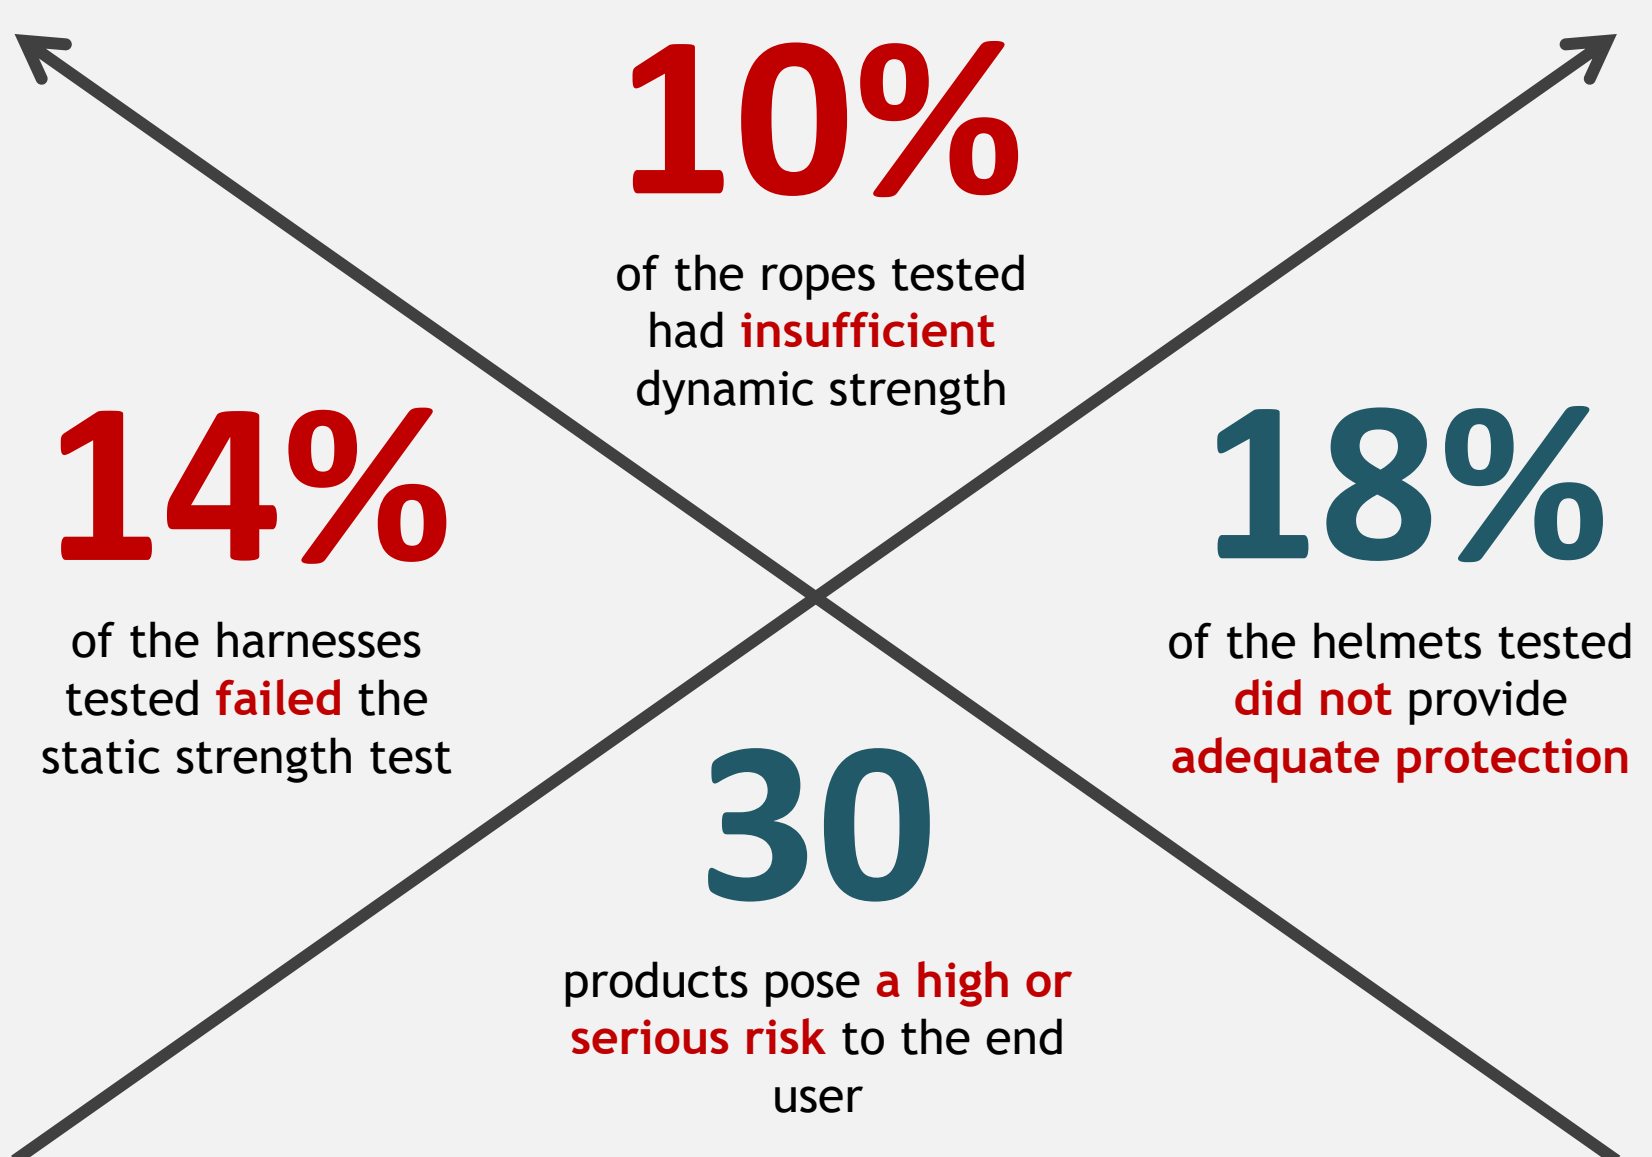 10%
of the ropes tested
had insufficient
dynamic strength
14%
of the harnesses
tested failed the
static strength test
18%
of the helmets tested
did not provide
adequate protection
30
products pose a high or
serious risk to the end
user